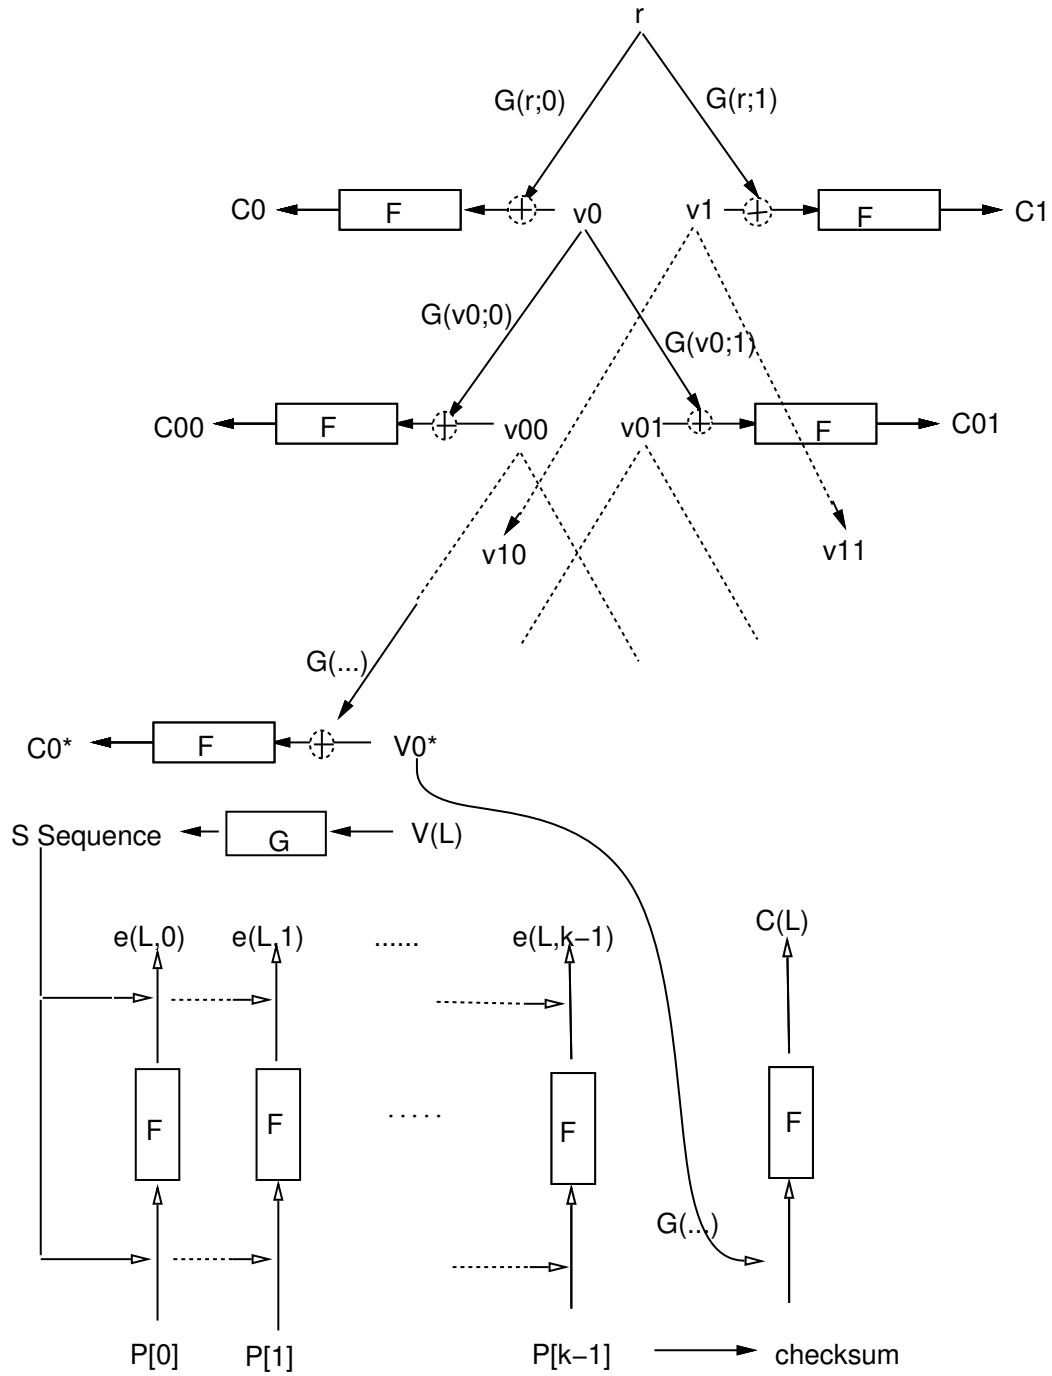 r
G(r;0)
G(r;1)
C0
F
v0
v1
F
C1
G(v0;0)
G(v0;1)
C00
F
v00
v01
F
C01
v10
v11
G(...)
C0*
F
V0*
S Sequence
G
V(L)
e(L,0)
e(L,1)
......
e(L,k−1)
C(L)
F
F
.....
F
F
G(...)
P[0]
P[1]
P[k−1]
checksum